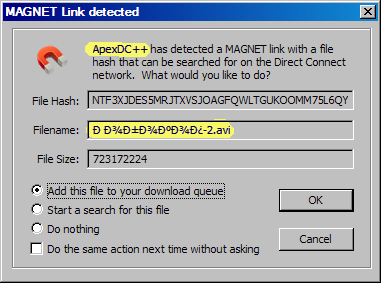 MAGNET Link detected
ApexDC++ has detected a MAGNET link with a file
hash that can be searched for on the Direct Connect
network. What would you like to do?
File Hash: NTF3XJDES5MRJTXVSJOAGFQWLTGUKOOMM75L6QY
Filename: Ð Ð¾Ð±Ð¾ÐºÐ¾Ð¿-2.avi
File Size: 723172224
Add this file to your download queue
Start a search for this file
Do nothing
Do the same action next time without asking
OK
Cancel